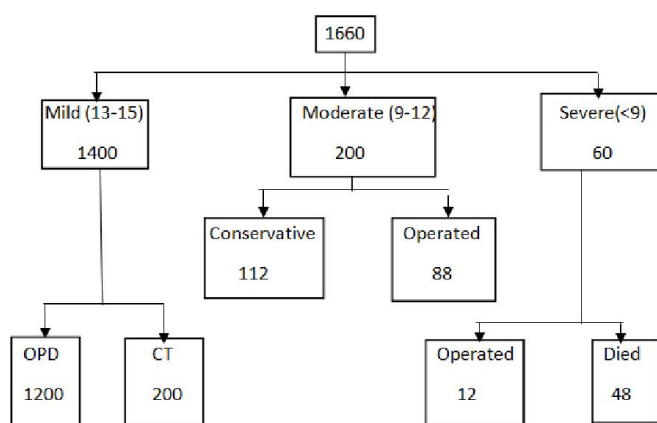 1660
Mild (13-15)
1400
Moderate (9-12)
200
Severe(<9)
60
Conservative
112
Operated
88
OPD
1200
CT
200
Operated
12
Died
48